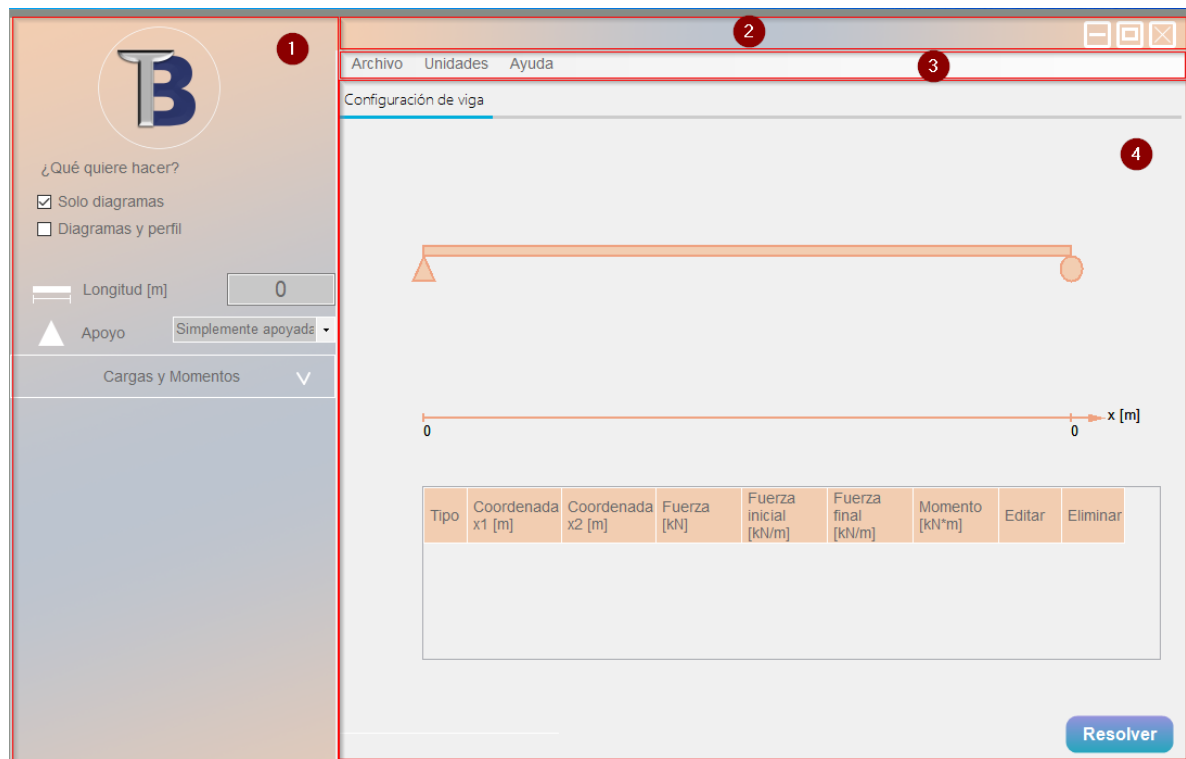 TB
1
¿Qué quiere hacer?
Solo diagramas
Diagramas y perfil
Longitud [m] 0
Apoyo Simplemente apoyada
Cargas y Momentos
2
Archivo Unidades Ayuda
3
Configuración de viga
4
x [m]
0 0
Tipo
Coordenada
x1 [m]
Coordenada
x2 [m]
Fuerza
[kN]
Fuerza
inicial
[kN/m]
Fuerza
final
[kN/m]
Momento
[kN*m]
Editar
Eliminar
Resolver